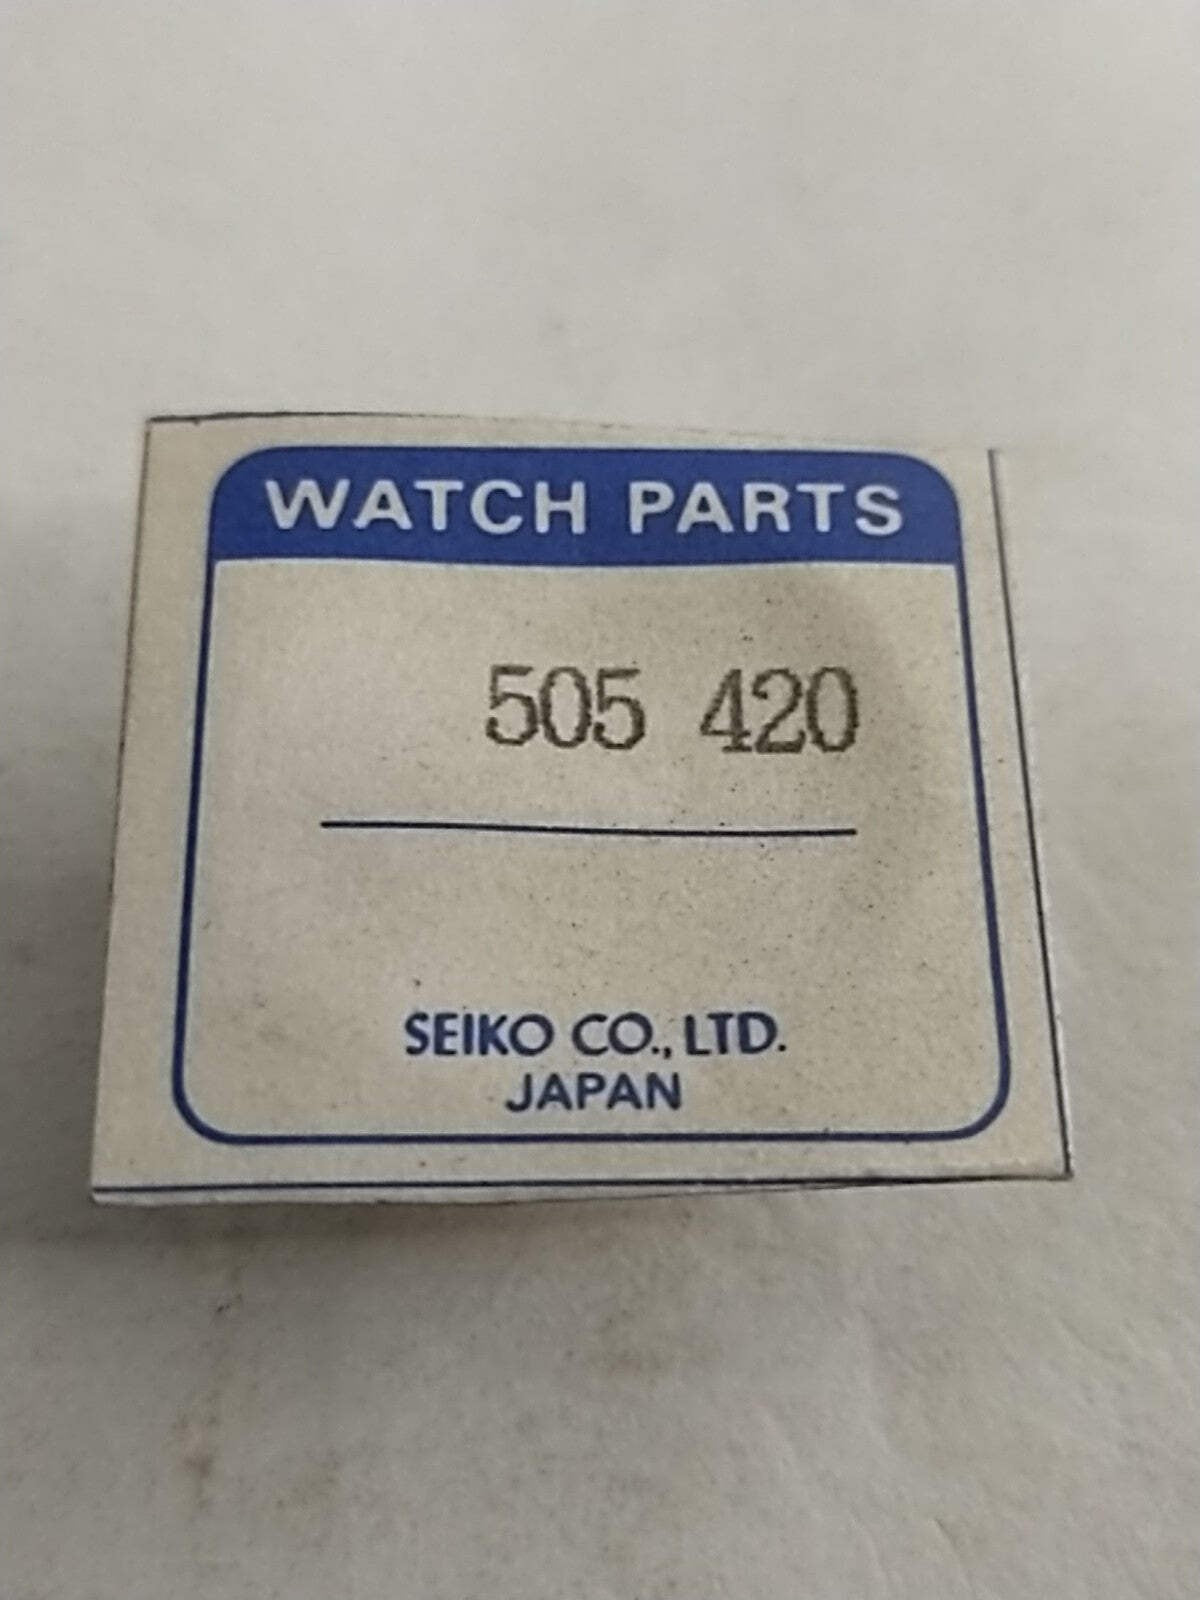 WATCH PARTS
505 420
SEIKO CO., LTD.
JAPAN